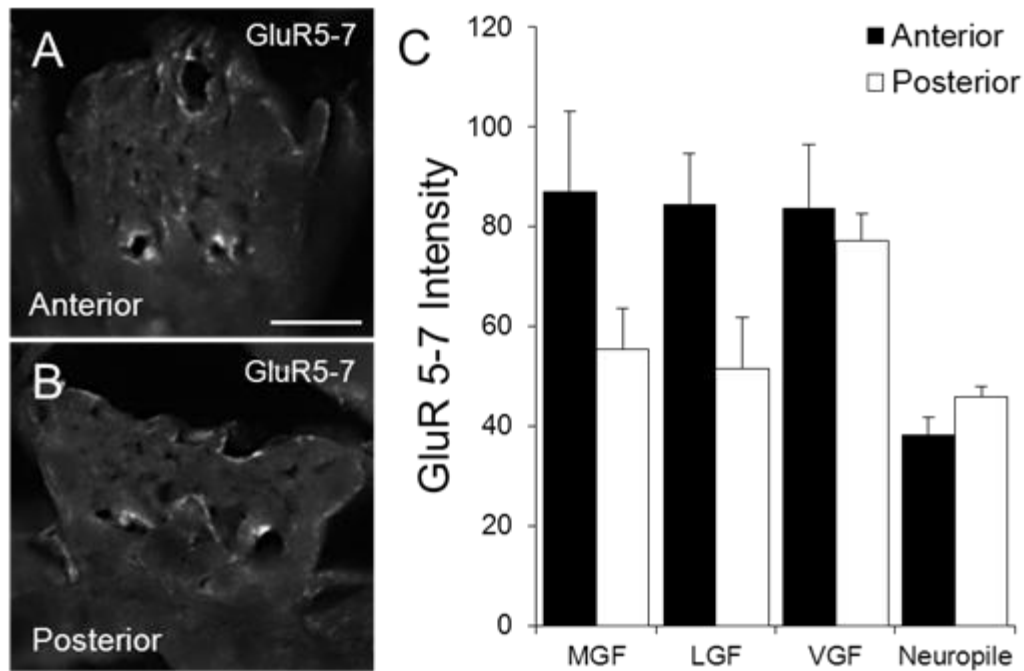 A
GluR5-7
Anterior
B
GluR5-7
Posterior
C
Anterior
Posterior
GluR 5-7 Intensity
120
100
80
60
40
20
0
MGF LGF VGF Neuropile